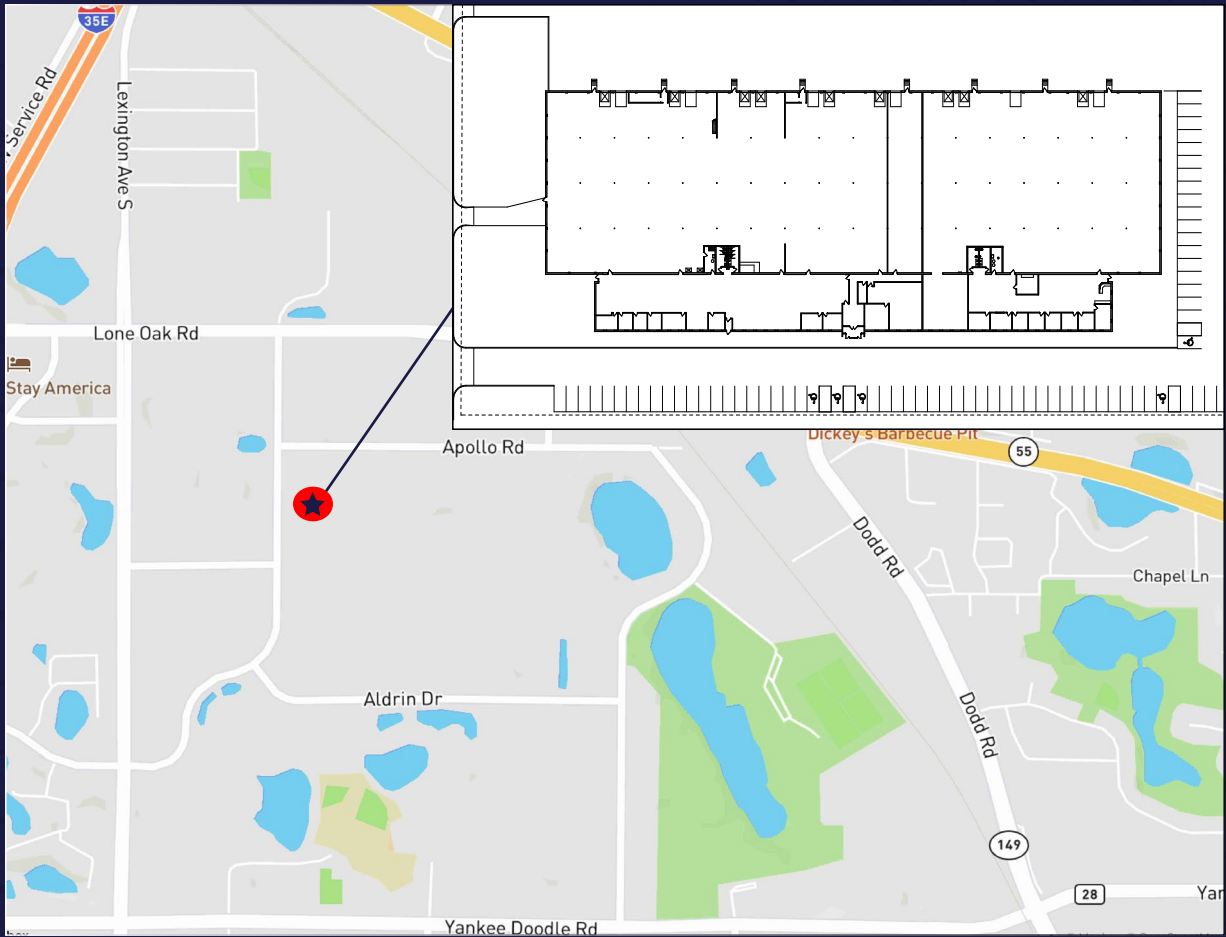 35E
Service Rd
Lexington Ave S
Lone Oak Rd
Stay America
Apollo Rd
Dickey's Barbecue Pit
55
Dodd Rd
Chapel Ln
Aldrin Dr
Dodd Rd
149
28
Yan
Yankee Doodle Rd